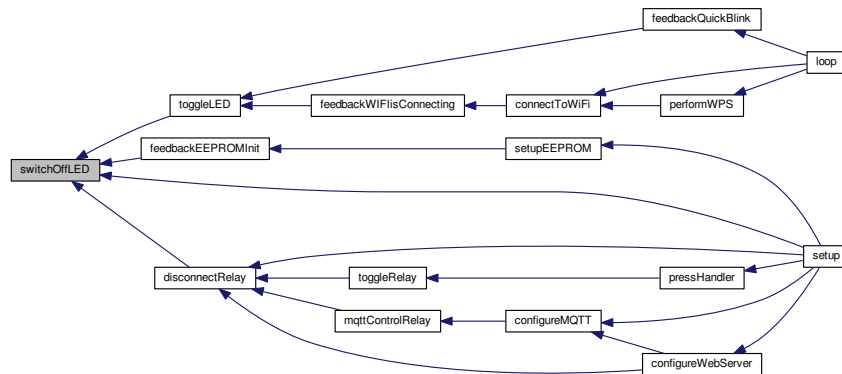 feedbackQuickBlink
loop
toggleLED
feedbackWIFIisConnecting
connectToWiFi
performWPS
feedbackEEPROMInit
setupEEPROM
switchOffLED
setup
disconnectRelay
toggleRelay
pressHandler
mqttControlRelay
configureMQTT
configureWebServer